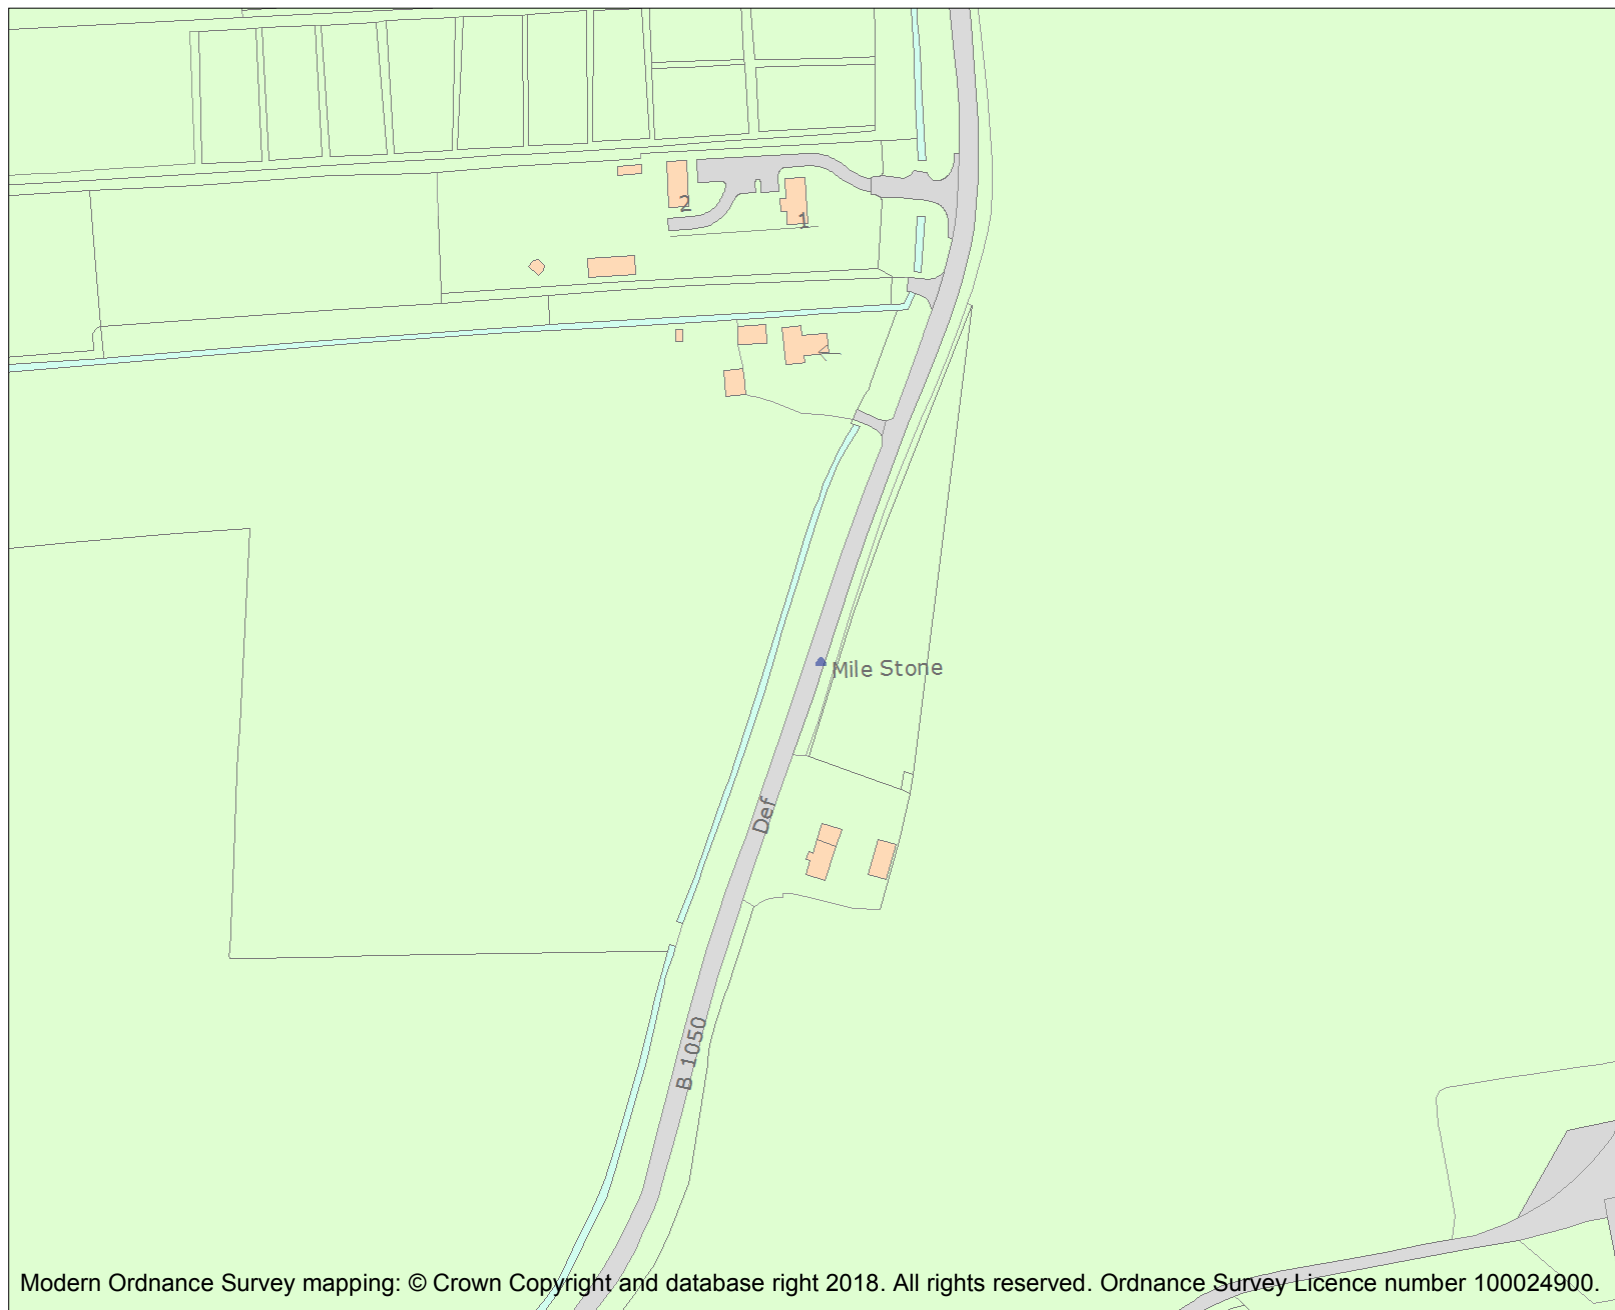 2
1
Mile Stone
Def
B 1050
Modern Ordnance Survey mapping: © Crown Copyright and database right 2018. All rights reserved. Ordnance Survey Licence number 100024900.